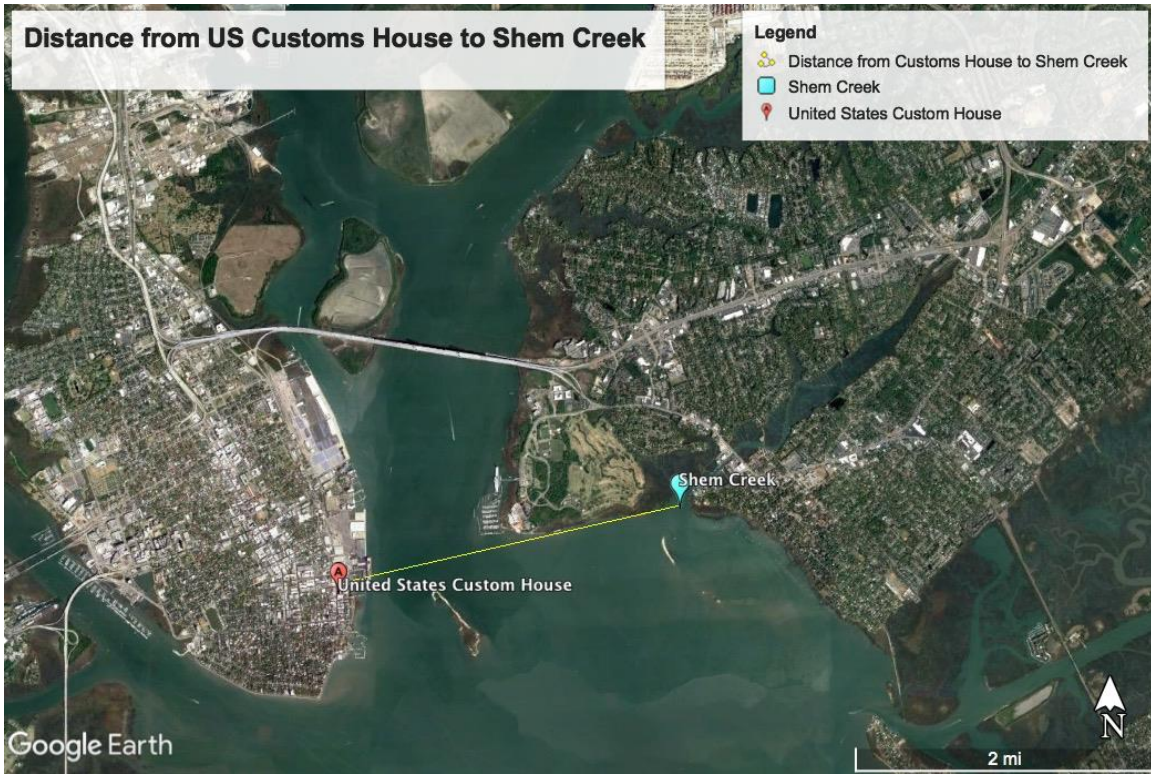 Distance from US Customs House to Shem Creek
Legend
Distance from Customs House to Shem Creek
Shem Creek
A
United States Custom House
Shem Creek
A
United States Custom House
Google Earth
N
2 mi